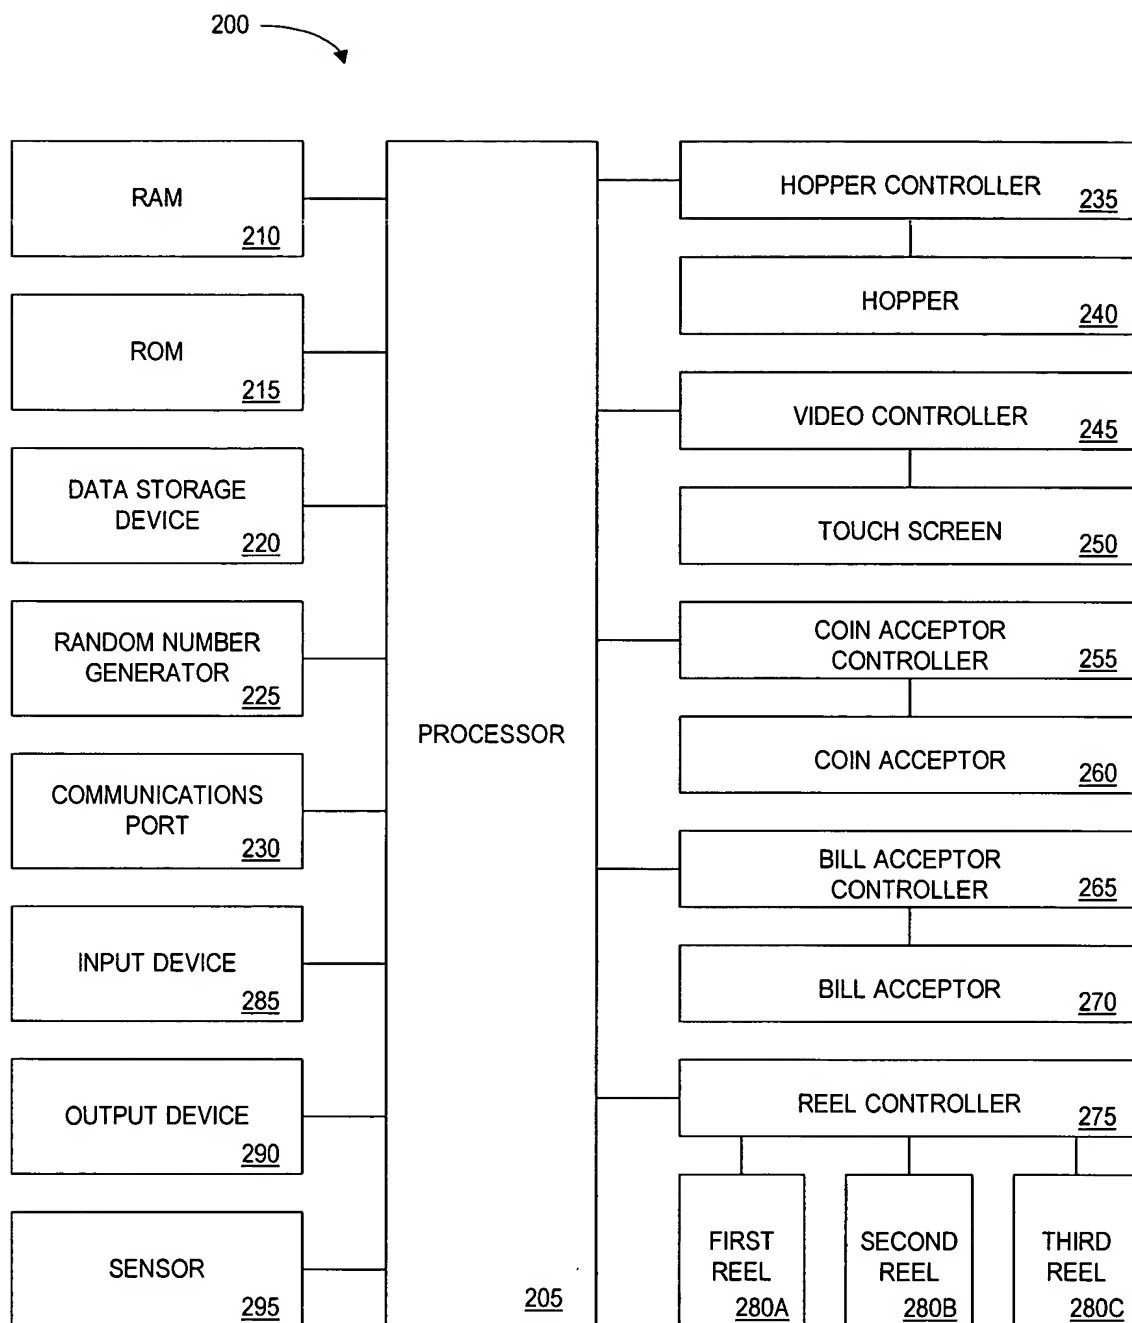 200
RAM
210
ROM
215
DATA STORAGE
DEVICE
220
RANDOM NUMBER
GENERATOR
225
COMMUNICATIONS
PORT
230
INPUT DEVICE
285
OUTPUT DEVICE
290
SENSOR
295
PROCESSOR
205
HOPPER CONTROLLER
235
HOPPER
240
VIDEO CONTROLLER
245
TOUCH SCREEN
250
COIN ACCEPTOR
CONTROLLER
255
COIN ACCEPTOR
260
BILL ACCEPTOR
CONTROLLER
265
BILL ACCEPTOR
270
REEL CONTROLLER
275
FIRST
REEL
280A
SECOND
REEL
280B
THIRD
REEL
280C